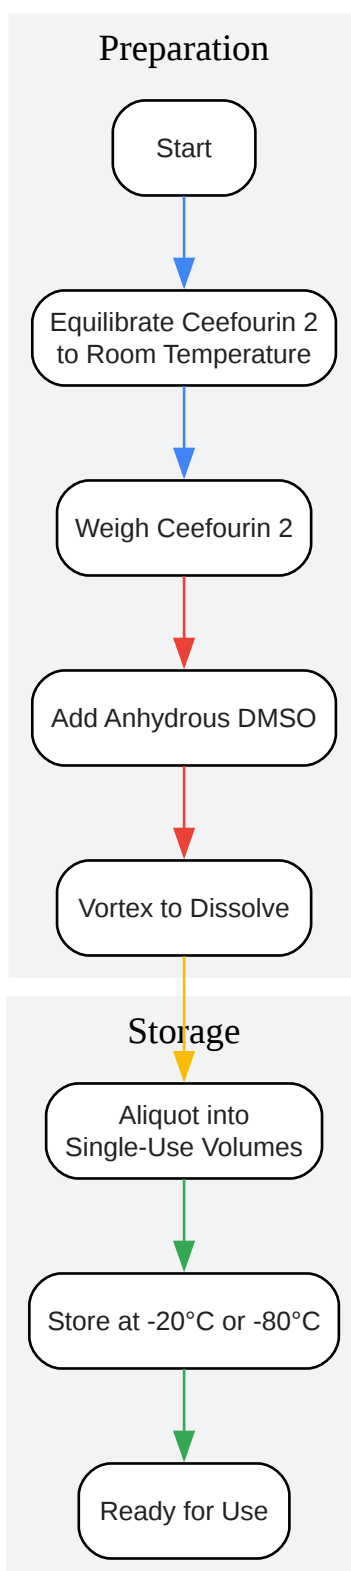 Preparation
Start
Equilibrate Ceefourin 2
to Room Temperature
Weigh Ceefourin 2
Add Anhydrous DMSO
Vortex to Dissolve
Storage
Aliquot into
Single-Use Volumes
Store at -20°C or -80°C
Ready for Use